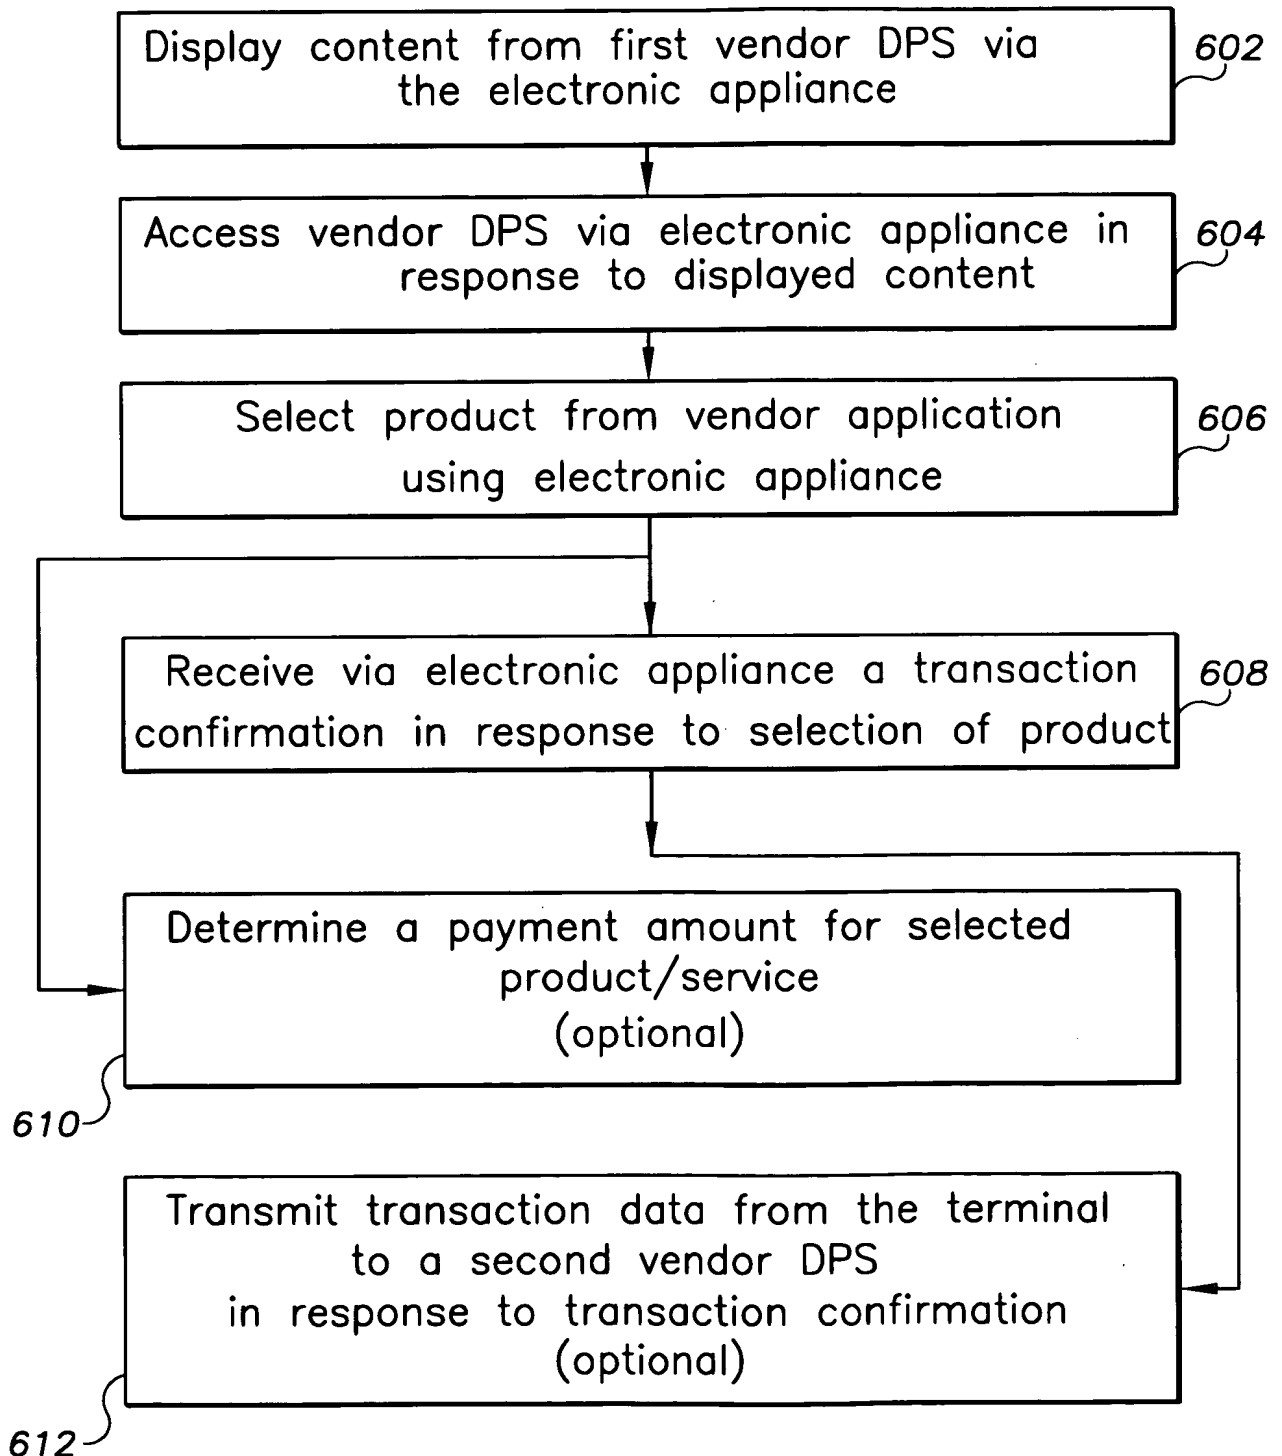 Display content from first vendor DPS via
the electronic appliance
602
Access vendor DPS via electronic appliance in
response to displayed content
604
Select product from vendor application
using electronic appliance
606
Receive via electronic appliance a transaction
confirmation in response to selection of product
608
Determine a payment amount for selected
product/service
(optional)
610
Transmit transaction data from the terminal
to a second vendor DPS
in response to transaction confirmation
(optional)
612